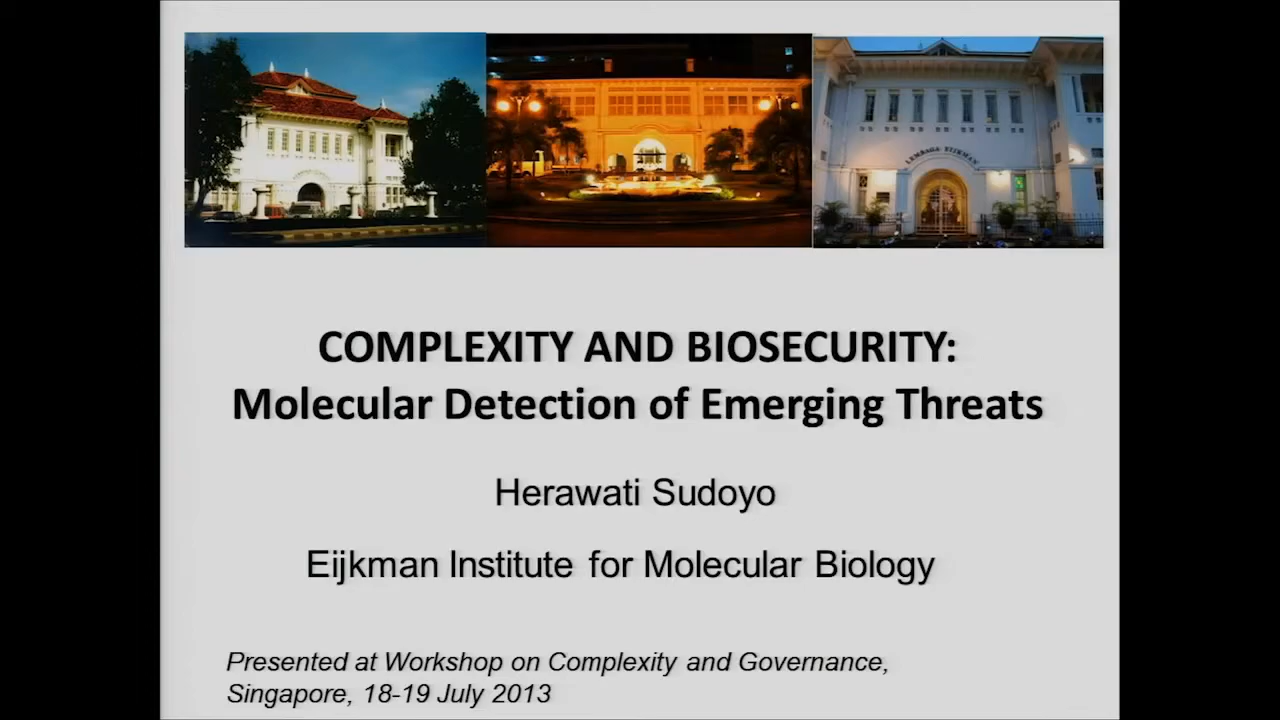 LEMBAGA EIJKMAN
COMPLEXITY AND BIOSECURITY:
Molecular Detection of Emerging Threats
Herawati Sudoyo
Eijkman Institute for Molecular Biology
Presented at Workshop on Complexity and Governance,
Singapore, 18-19 July 2013